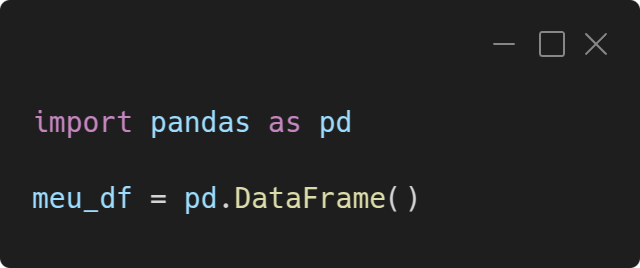 import pandas as pd
meu_df = pd.DataFrame()